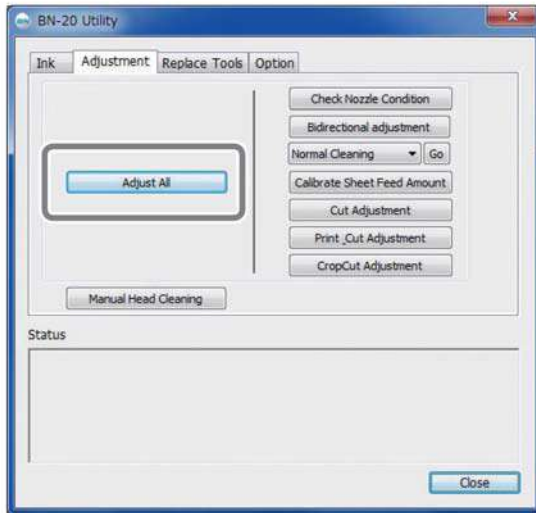 BN-20 Utility
Ink Adjustment Replace Tools Option
Check Nozzle Condition
Bidirectional adjustment
Normal Cleaning Go
Adjust All
Calibrate Sheet Feed Amount
Cut Adjustment
Print_Cut Adjustment
CropCut Adjustment
Manual Head Cleaning
Status
Close